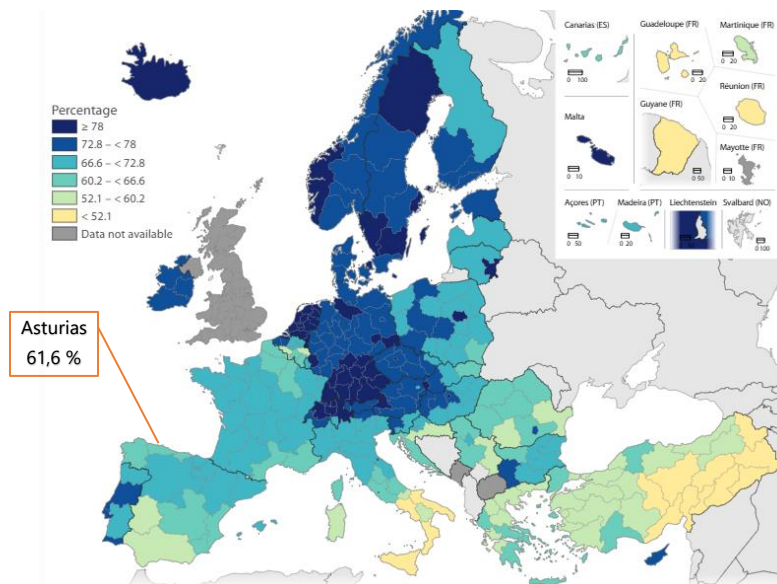 Percentage
≥ 78
72.8 – < 78
66.6 – < 72.8
60.2 – < 66.6
52.1 – < 60.2
< 52.1
Data not available
Asturias
61,6 %
Canarias (ES)
0 100
Guadeloupe (FR)
0 20
Martinique (FR)
0 20
Malta
0 10
Guyane (FR)
0 50
Réunion (FR)
0 20
Mayotte (FR)
0 10
Açores (PT)
0 50
Madeira (PT)
0 20
Liechtenstein
Svalbard (NO)
0 100